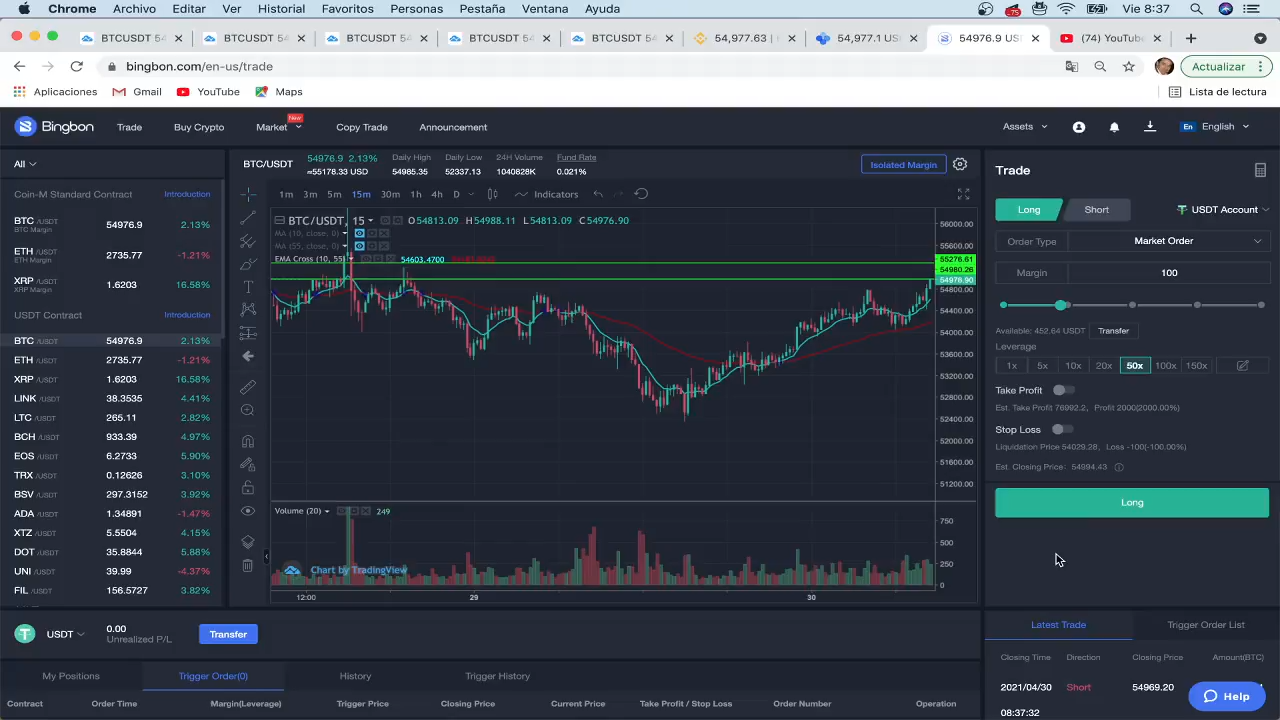 Chrome Archivo Editar Ver Historial Favoritos Personas Pestaña Ventana Ayuda 75 Vie 8:37
BTCUSDT 54 BTCUSDT 54 BTCUSDT 54 BTCUSDT 54 BTCUSDT 54 54,977.63 | 54,977.1 USD 54976.9 US (74) YouTube
bingbon.com/en-us/trade Actualizar
Aplicaciones Gmail YouTube Maps Lista de lectura
Bingbon Trade Buy Crypto Market New Copy Trade Announcement Assets En English
All
Coin-M Standard Contract Introduction
BTC /USDT 54976.9 2.13%
BTC Margin
ETH /USDT 2735.77 -1.21%
ETH Margin
XRP /USDT 1.6203 16.58%
XRP Margin
USDT Contract Introduction
BTC /USDT 54976.9 2.13%
ETH /USDT 2735.77 -1.21%
XRP /USDT 1.6203 16.58%
LINK /USDT 38.3535 4.41%
LTC /USDT 265.11 2.82%
BCH /USDT 933.39 4.97%
EOS /USDT 6.2733 5.90%
TRX /USDT 0.12626 3.10%
BSV /USDT 297.3152 3.92%
ADA /USDT 1.34891 -1.47%
XTZ /USDT 5.5504 4.15%
DOT /USDT 35.8844 5.88%
UNI /USDT 39.99 -4.37%
FIL /USDT 156.5727 3.82%
BTC/USDT 54976.9 2.13% Daily High Daily Low 24H Volume Fund Rate
≈55178.33 USD 54985.35 52037.13 1040828K 0.021%
Isolated Margin
1m 3m 5m 15m 30m 1h 4h D Indicators
BTC/USDT, 15 O54813.09 H54988.11 L54813.09 C54976.90
MA (10, close, 0)
MA (55, close, 0)
EMA Cross (10, 55) 54603.4700
56000.00
55600.00
55276.61
54980.26
54976.90
54800.00
54400.00
54000.00
53600.00
53200.00
52800.00
52400.00
52000.00
51600.00
51200.00
Volume (20) 249
750
500
250
0
Chart by TradingView
12:00 29 30
Trade
Long Short USDT Account
Order Type Market Order
Margin 100
Available: 452.64 USDT Transfer
Leverage
1x 5x 10x 20x 50x 100x 150x
Take Profit
Est. Take Profit 76992.2, Profit 2000(2000.00%)
Stop Loss
Liquidation Price 54029.28, Loss -100(-100.00%)
Est. Closing Price: 54994.43
Long
USDT 0.00 Transfer
Unrealized P/L
My Positions Trigger Order(0) History Trigger History
Contract Order Time Margin(Leverage) Trigger Price Closing Price Current Price Take Profit / Stop Loss Order Number Operation
Latest Trade Trigger Order List
Closing Time Direction Closing Price Amount(BTC)
2021/04/30 Short 54969.20
08:37:32
Help